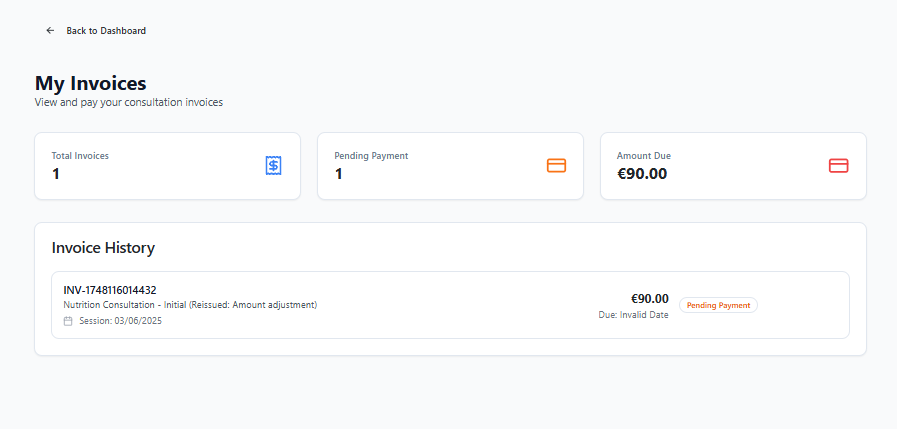 Back to Dashboard
My Invoices
View and pay your consultation invoices
Total Invoices
1
Pending Payment
1
Amount Due
€90.00
Invoice History
INV-1748116014432
Nutrition Consultation - Initial (Reissued: Amount adjustment)
Session: 03/06/2025
€90.00
Due: Invalid Date
Pending Payment